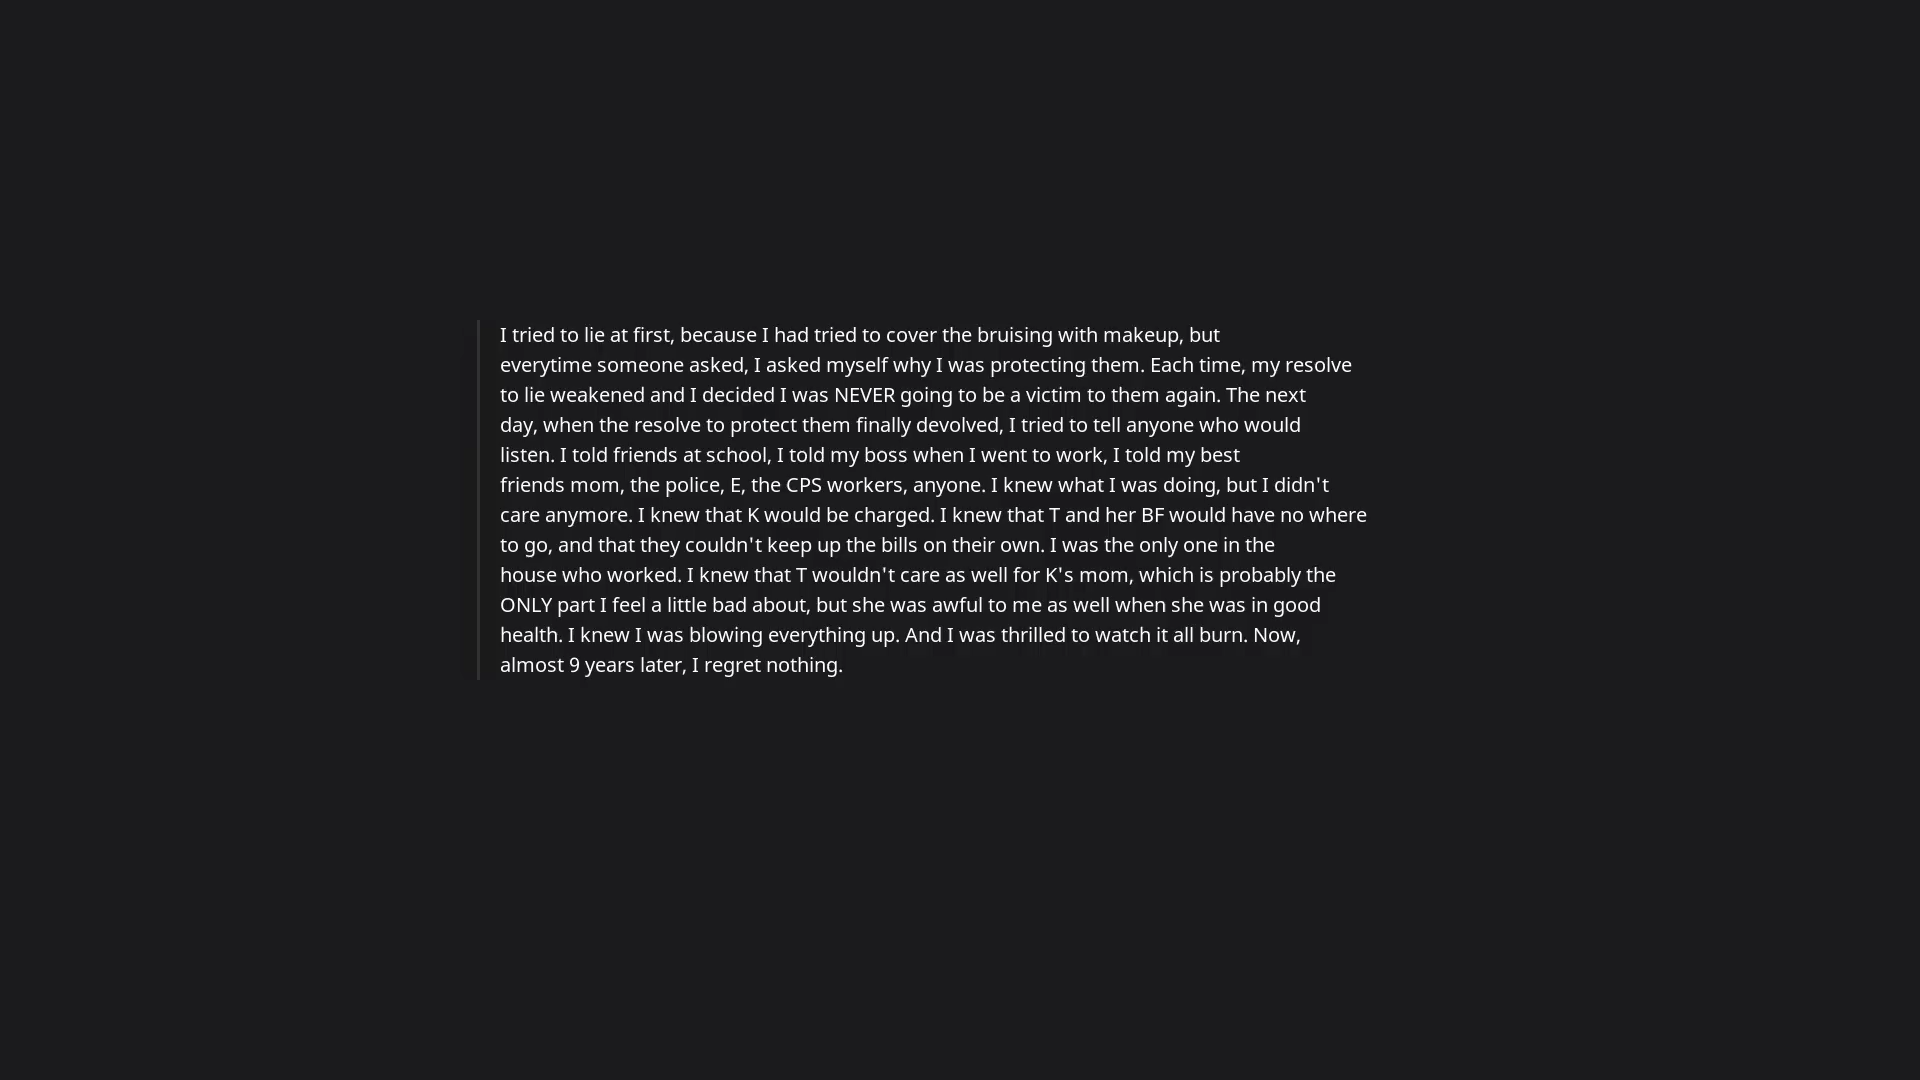 I tried to lie at first, because I had tried to cover the bruising with makeup, but
everytime someone asked, I asked myself why I was protecting them. Each time, my resolve
to lie weakened and I decided I was NEVER going to be a victim to them again. The next
day, when the resolve to protect them finally devolved, I tried to tell anyone who would
listen. I told friends at school, I told my boss when I went to work, I told my best
friends mom, the police, E, the CPS workers, anyone. I knew what I was doing, but I didn't
care anymore. I knew that K would be charged. I knew that T and her BF would have no where
to go, and that they couldn't keep up the bills on their own. I was the only one in the
house who worked. I knew that T wouldn't care as well for K's mom, which is probably the
ONLY part I feel a little bad about, but she was awful to me as well when she was in good
health. I knew I was blowing everything up. And I was thrilled to watch it all burn. Now,
almost 9 years later, I regret nothing.